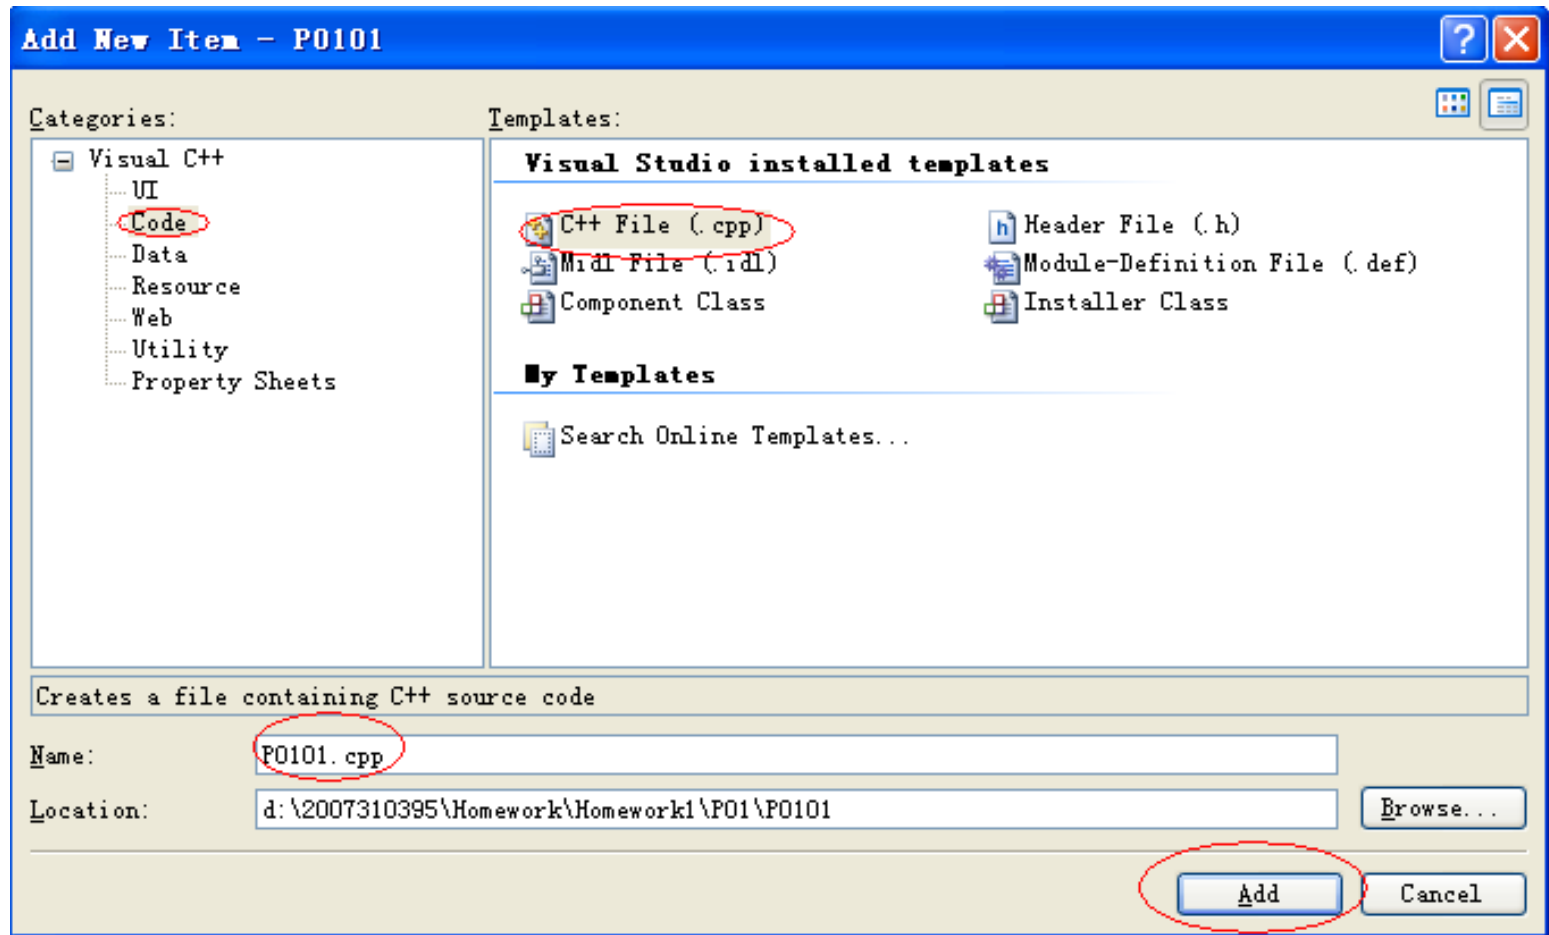 Add New Item - P0101
Categories:
Templates:
Visual C++
UI
Code
Data
Resource
Web
Utility
Property Sheets
Visual Studio installed templates
C++ File (.cpp)
Header File (.h)
Midl File (.idl)
Module-Definition File (.def)
Component Class
Installer Class
My Templates
Search Online Templates...
Creates a file containing C++ source code
Name:
P0101.cpp
Location:
d:\2007310395\Homework\Homework1\P01\P0101
Browse...
Add
Cancel